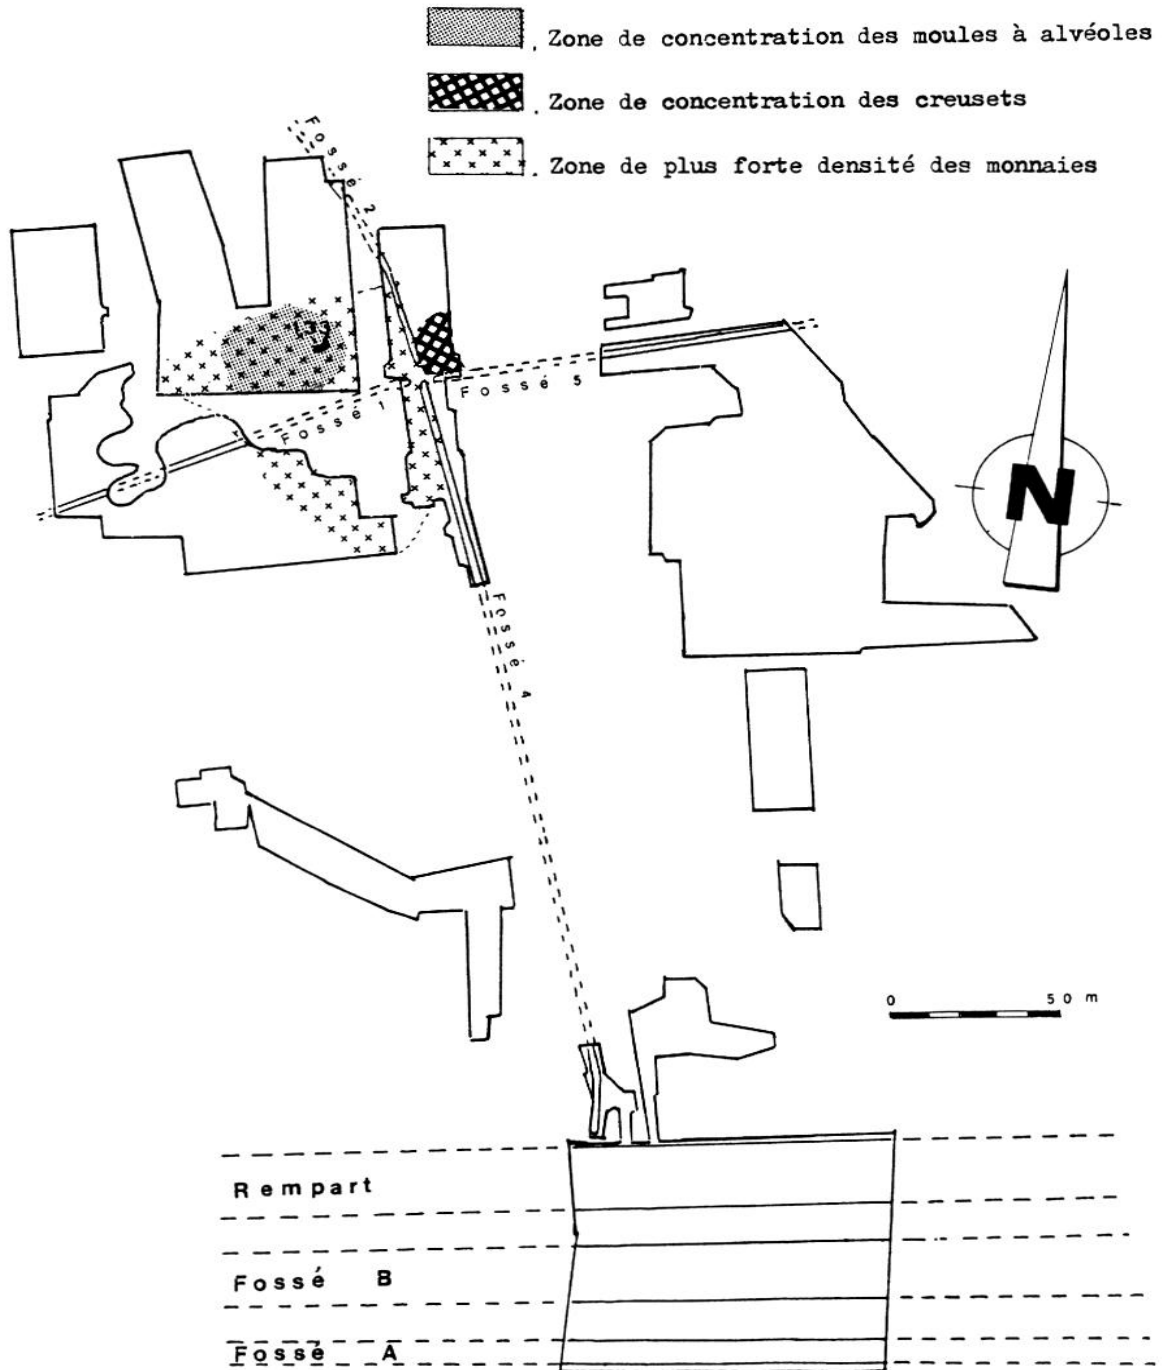 . Zone de concentration des moules à alvéoles
. Zone de concentration des creusets
. Zone de plus forte densité des monnaies
Fossé 2
Fossé 1
Fossé 5
N
Fossé 4
0 50 m
Rempart
Fossé B
Fossé A